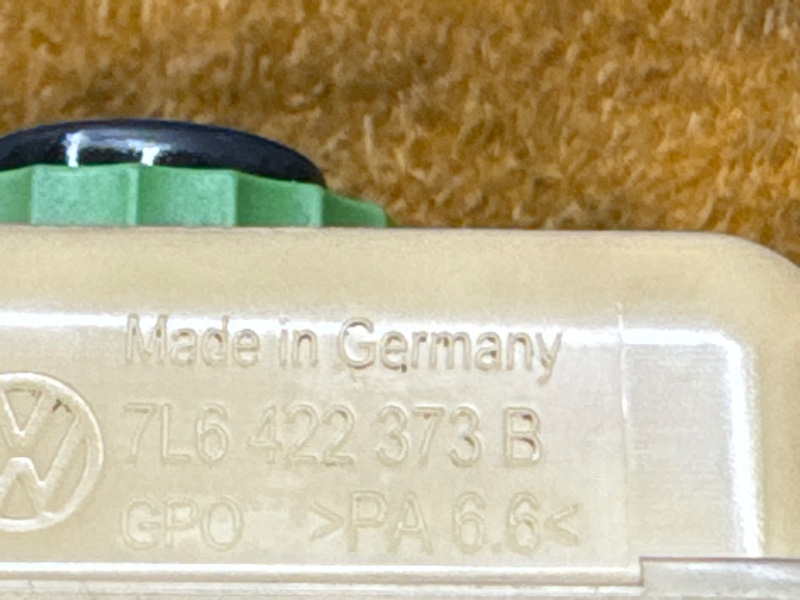 Made in Germany
7L6 422 373 B
GPO >PA 6.6<